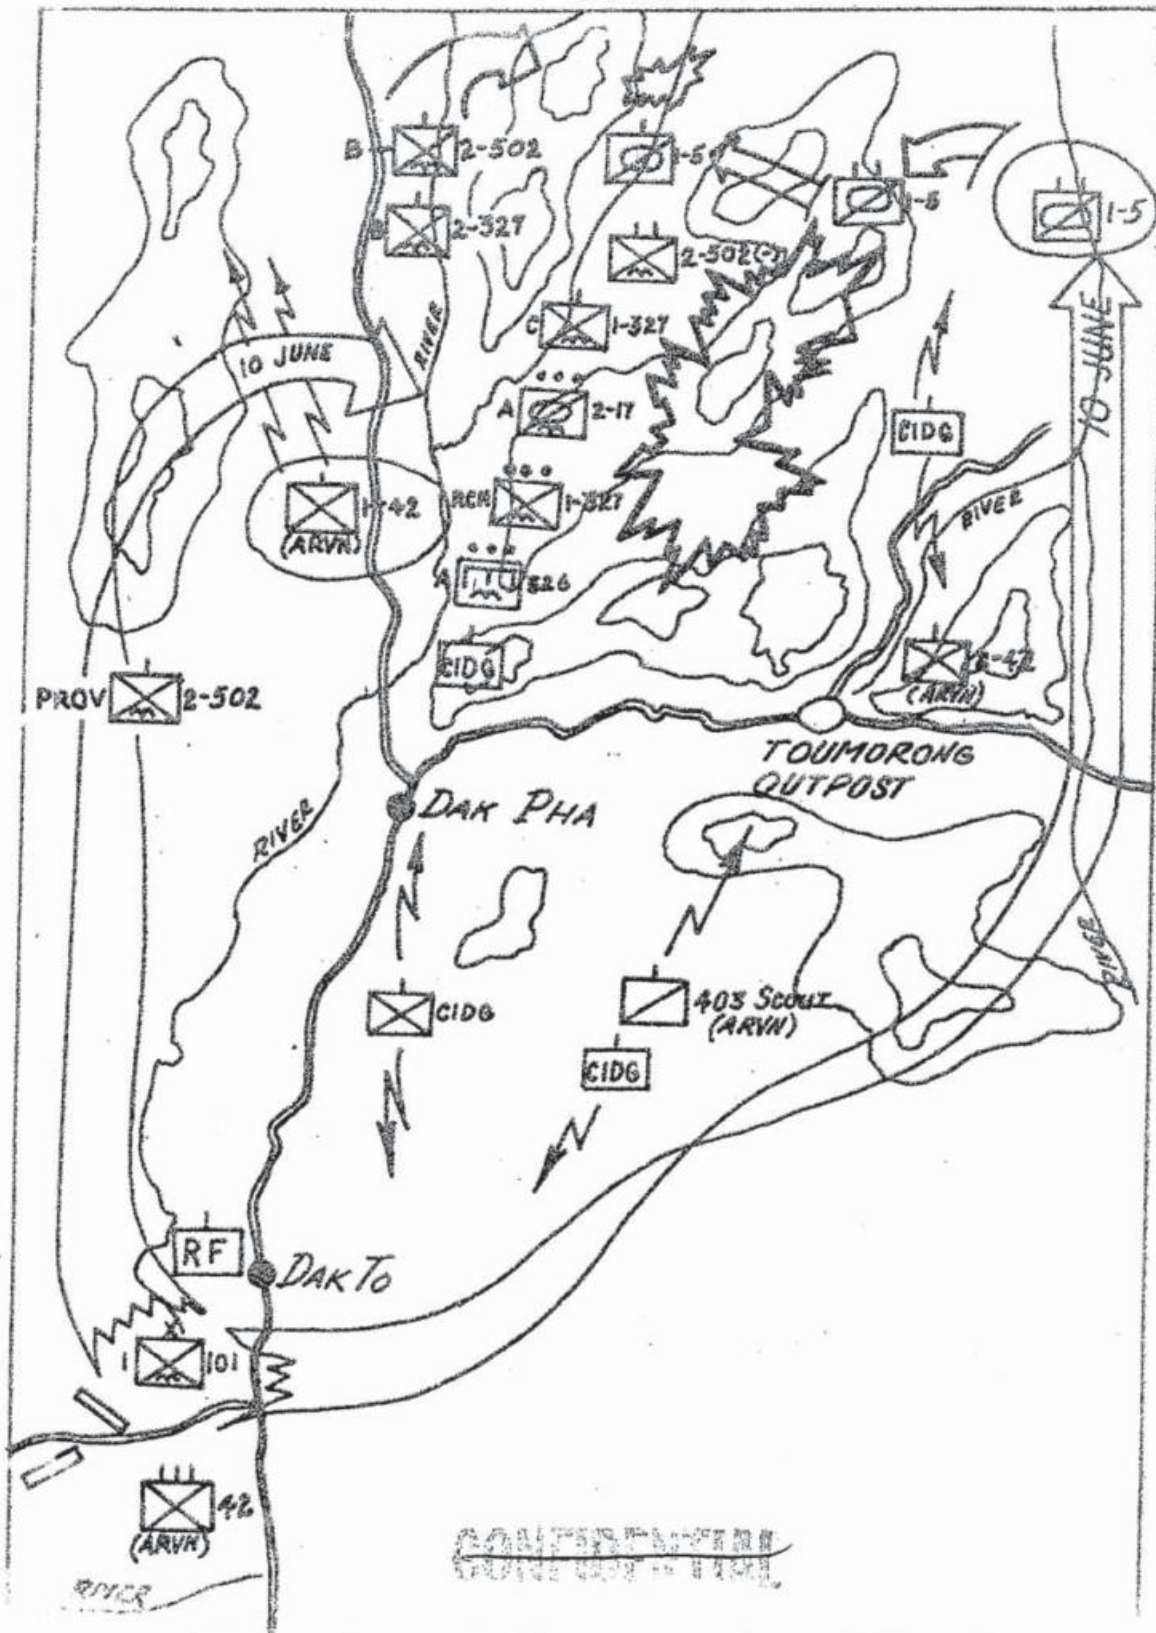 B 2-502
1-5
1-5
1-5
B 2-327
2-502(-)
RIVER
C 1-327
10 JUNE
10 JUNE
A 2-17
CIDG
1-42
(ARVN)
RCN 1-327
RIVER
A 326
CIDG
-42
(ARVN)
PROV 2-502
TOUMORONG
OUTPOST
DAK PHA
RIVER
RIVER
CIDG
403 SCOUT
(ARVN)
CIDG
RF
DAK TO
1 101
42
(ARVN)
CONFIDENTIAL
RIVER